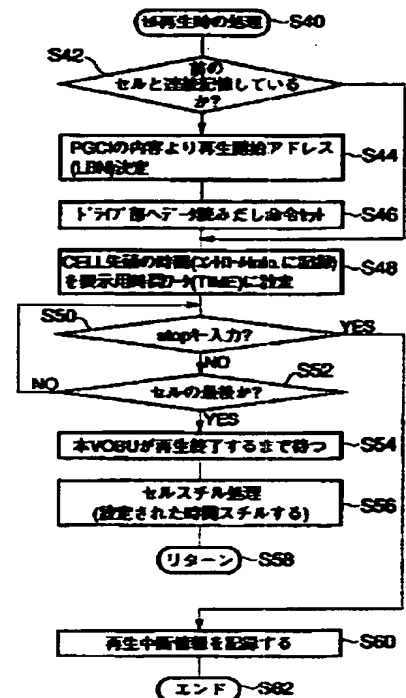 セル再生時の処理
S40
S42
前の
セルと連続記憶している
か?
PGCIの内容より再生開始アドレス
(LBN)決定
S44
ドライブ部へデータ読みだし命令セット
S46
CELL先頭の時間(に記録)
を表示用時間ワーク(TIME)に設定
S48
S50
stopキー入力?
YES
NO
S52
セルの最後か?
NO
YES
本VOBUが再生終了するまで待つ
S54
セルスチル処理
(設定された時間スチルする)
S56
リターン
S58
再生中断情報を記録する
S60
エンド
S62